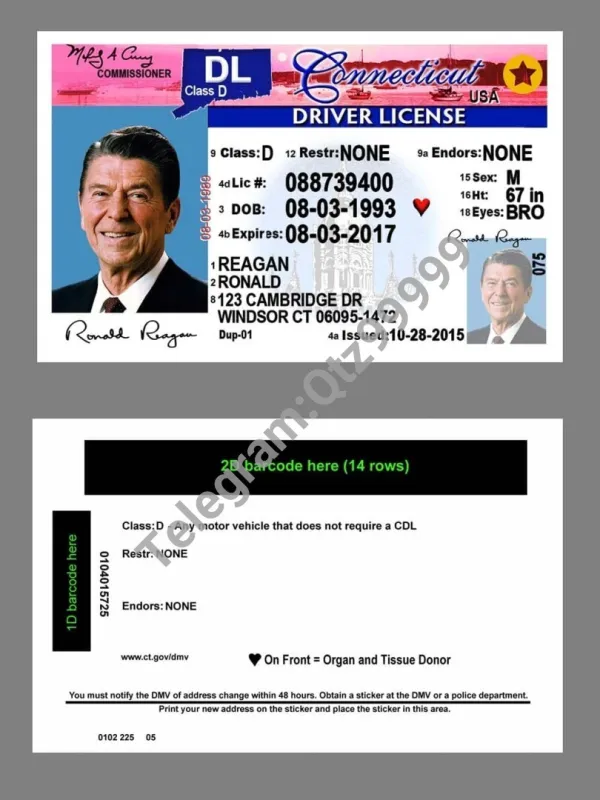 COMMISSIONER
DL
Class D
Connecticut
USA
DRIVER LICENSE
9 Class:D 12 Restr:NONE 9a Endors:NONE
4d Lic #: 088739400
15 Sex: M
16 Ht: 67 in
3 DOB: 08-03-1993
18 Eyes: BRO
4b Expires: 08-03-2017
08-03-1989
Ronald Reagan
1 REAGAN
2 RONALD
8 123 CAMBRIDGE DR
WINDSOR CT 06095-1472
Dup-01 4a Issued:10-28-2015
075
Ronald Reagan
Telegram:Qtz99999
2D barcode here (14 rows)
1D barcode here
0104015725
Class:D - Any motor vehicle that does not require a CDL
Restr: NONE
Endors: NONE
www.ct.gov/dmv
On Front = Organ and Tissue Donor
You must notify the DMV of address change within 48 hours. Obtain a sticker at the DMV or a police department.
Print your new address on the sticker and place the sticker in this area.
0102 225 05